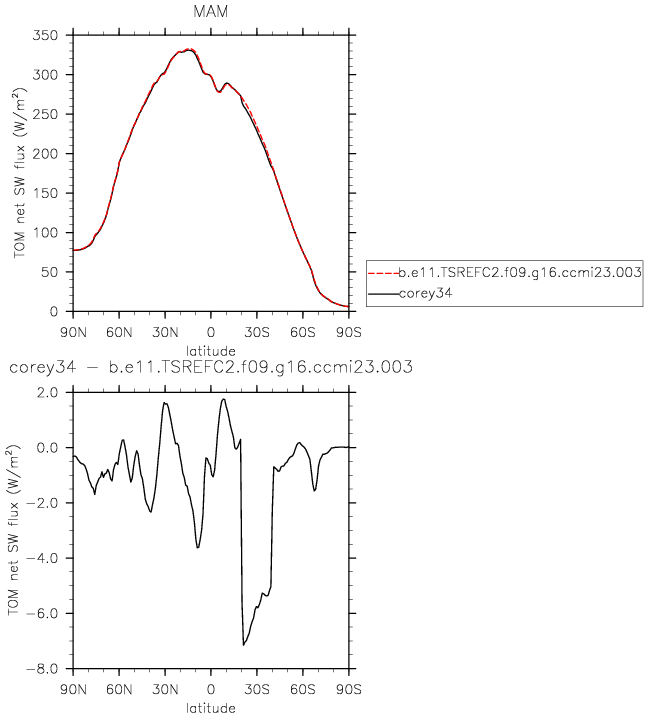 MAM
TOM net SW flux (W/m²)
350
300
250
200
150
100
50
0
90N 60N 30N 0 30S 60S 90S
latitude
b.e11.TSREFC2.f09.g16.ccmi23.003
corey34
corey34 − b.e11.TSREFC2.f09.g16.ccmi23.003
TOM net SW flux (W/m²)
2.0
0.0
−2.0
−4.0
−6.0
−8.0
90N 60N 30N 0 30S 60S 90S
latitude